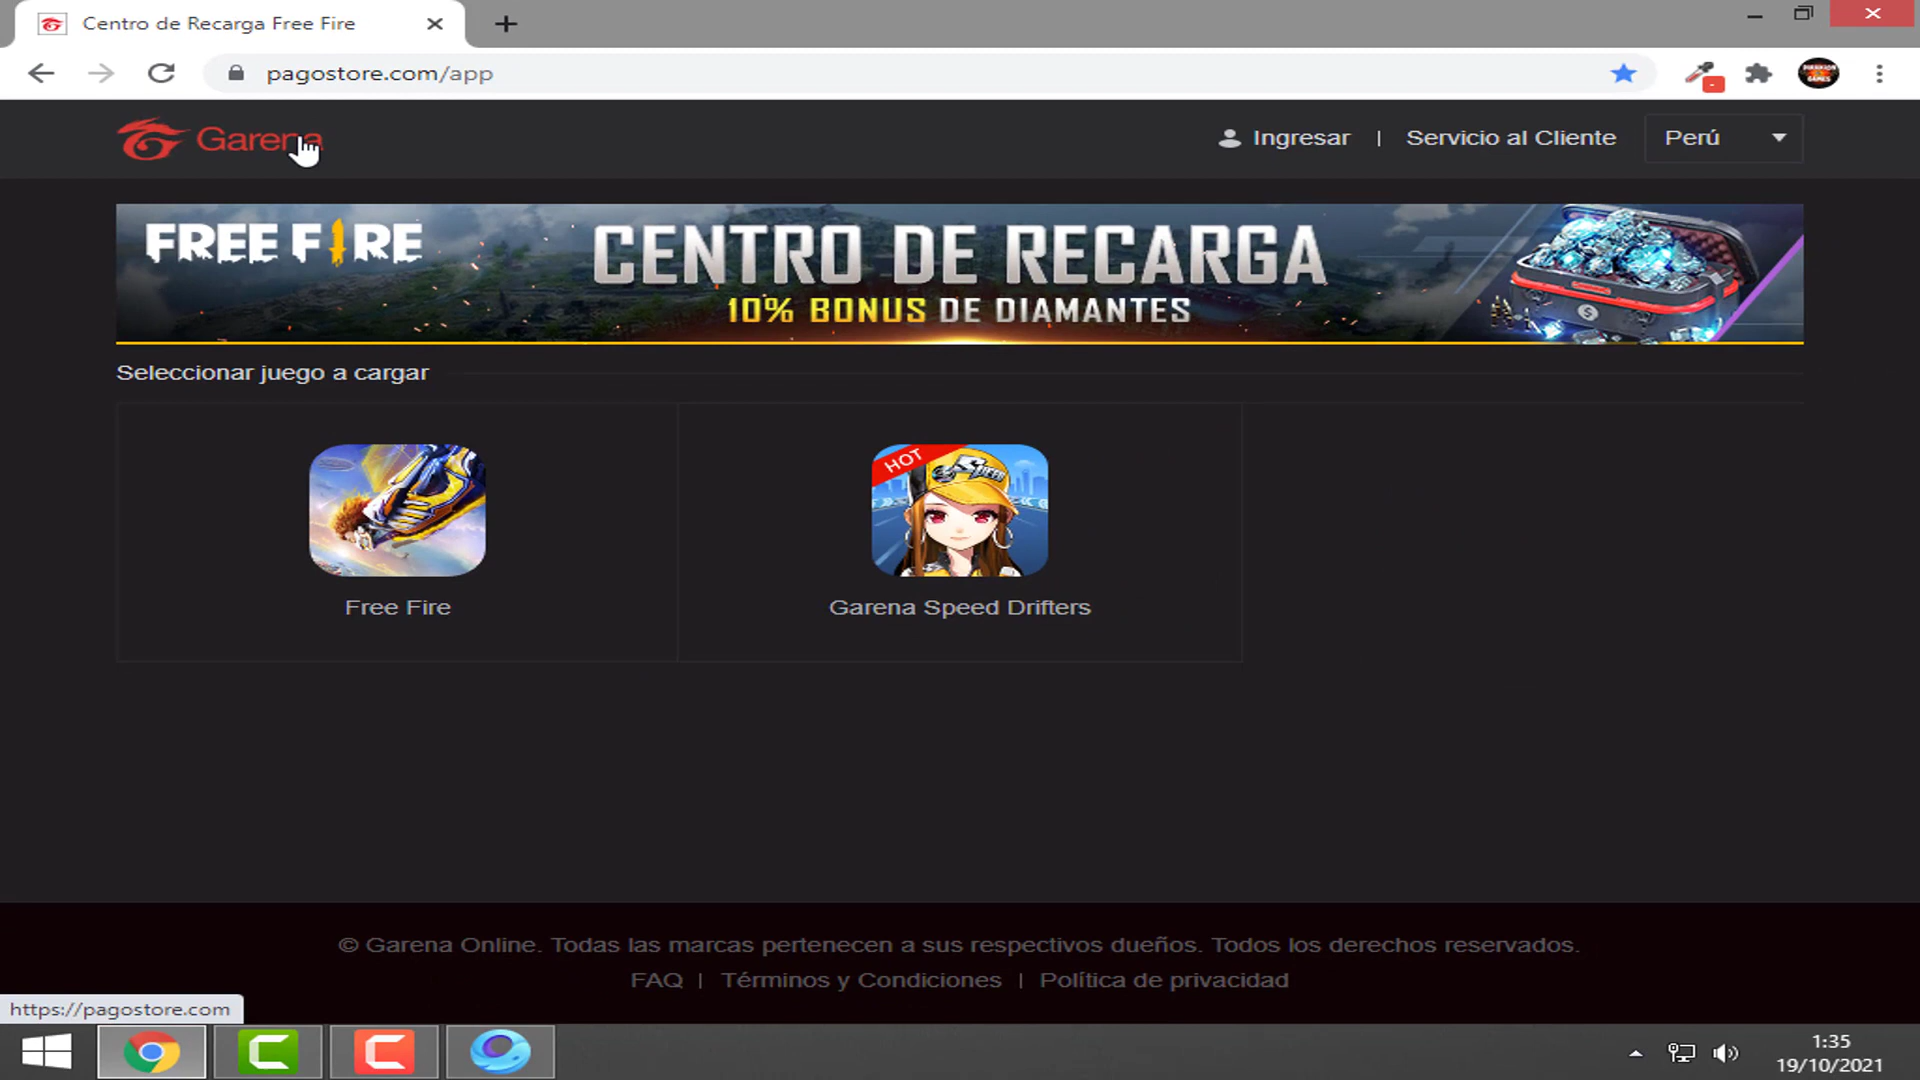 Centro de Recarga Free Fire
pagostore.com/app
Garena
Ingresar | Servicio al Cliente
Perú
FREE FIRE
CENTRO DE RECARGA
10% BONUS DE DIAMANTES
Seleccionar juego a cargar
HOT
SPEED
Free Fire
Garena Speed Drifters
© Garena Online. Todas las marcas pertenecen a sus respectivos dueños. Todos los derechos reservados.
FAQ | Términos y Condiciones | Política de privacidad
https://pagostore.com
1:35
19/10/2021